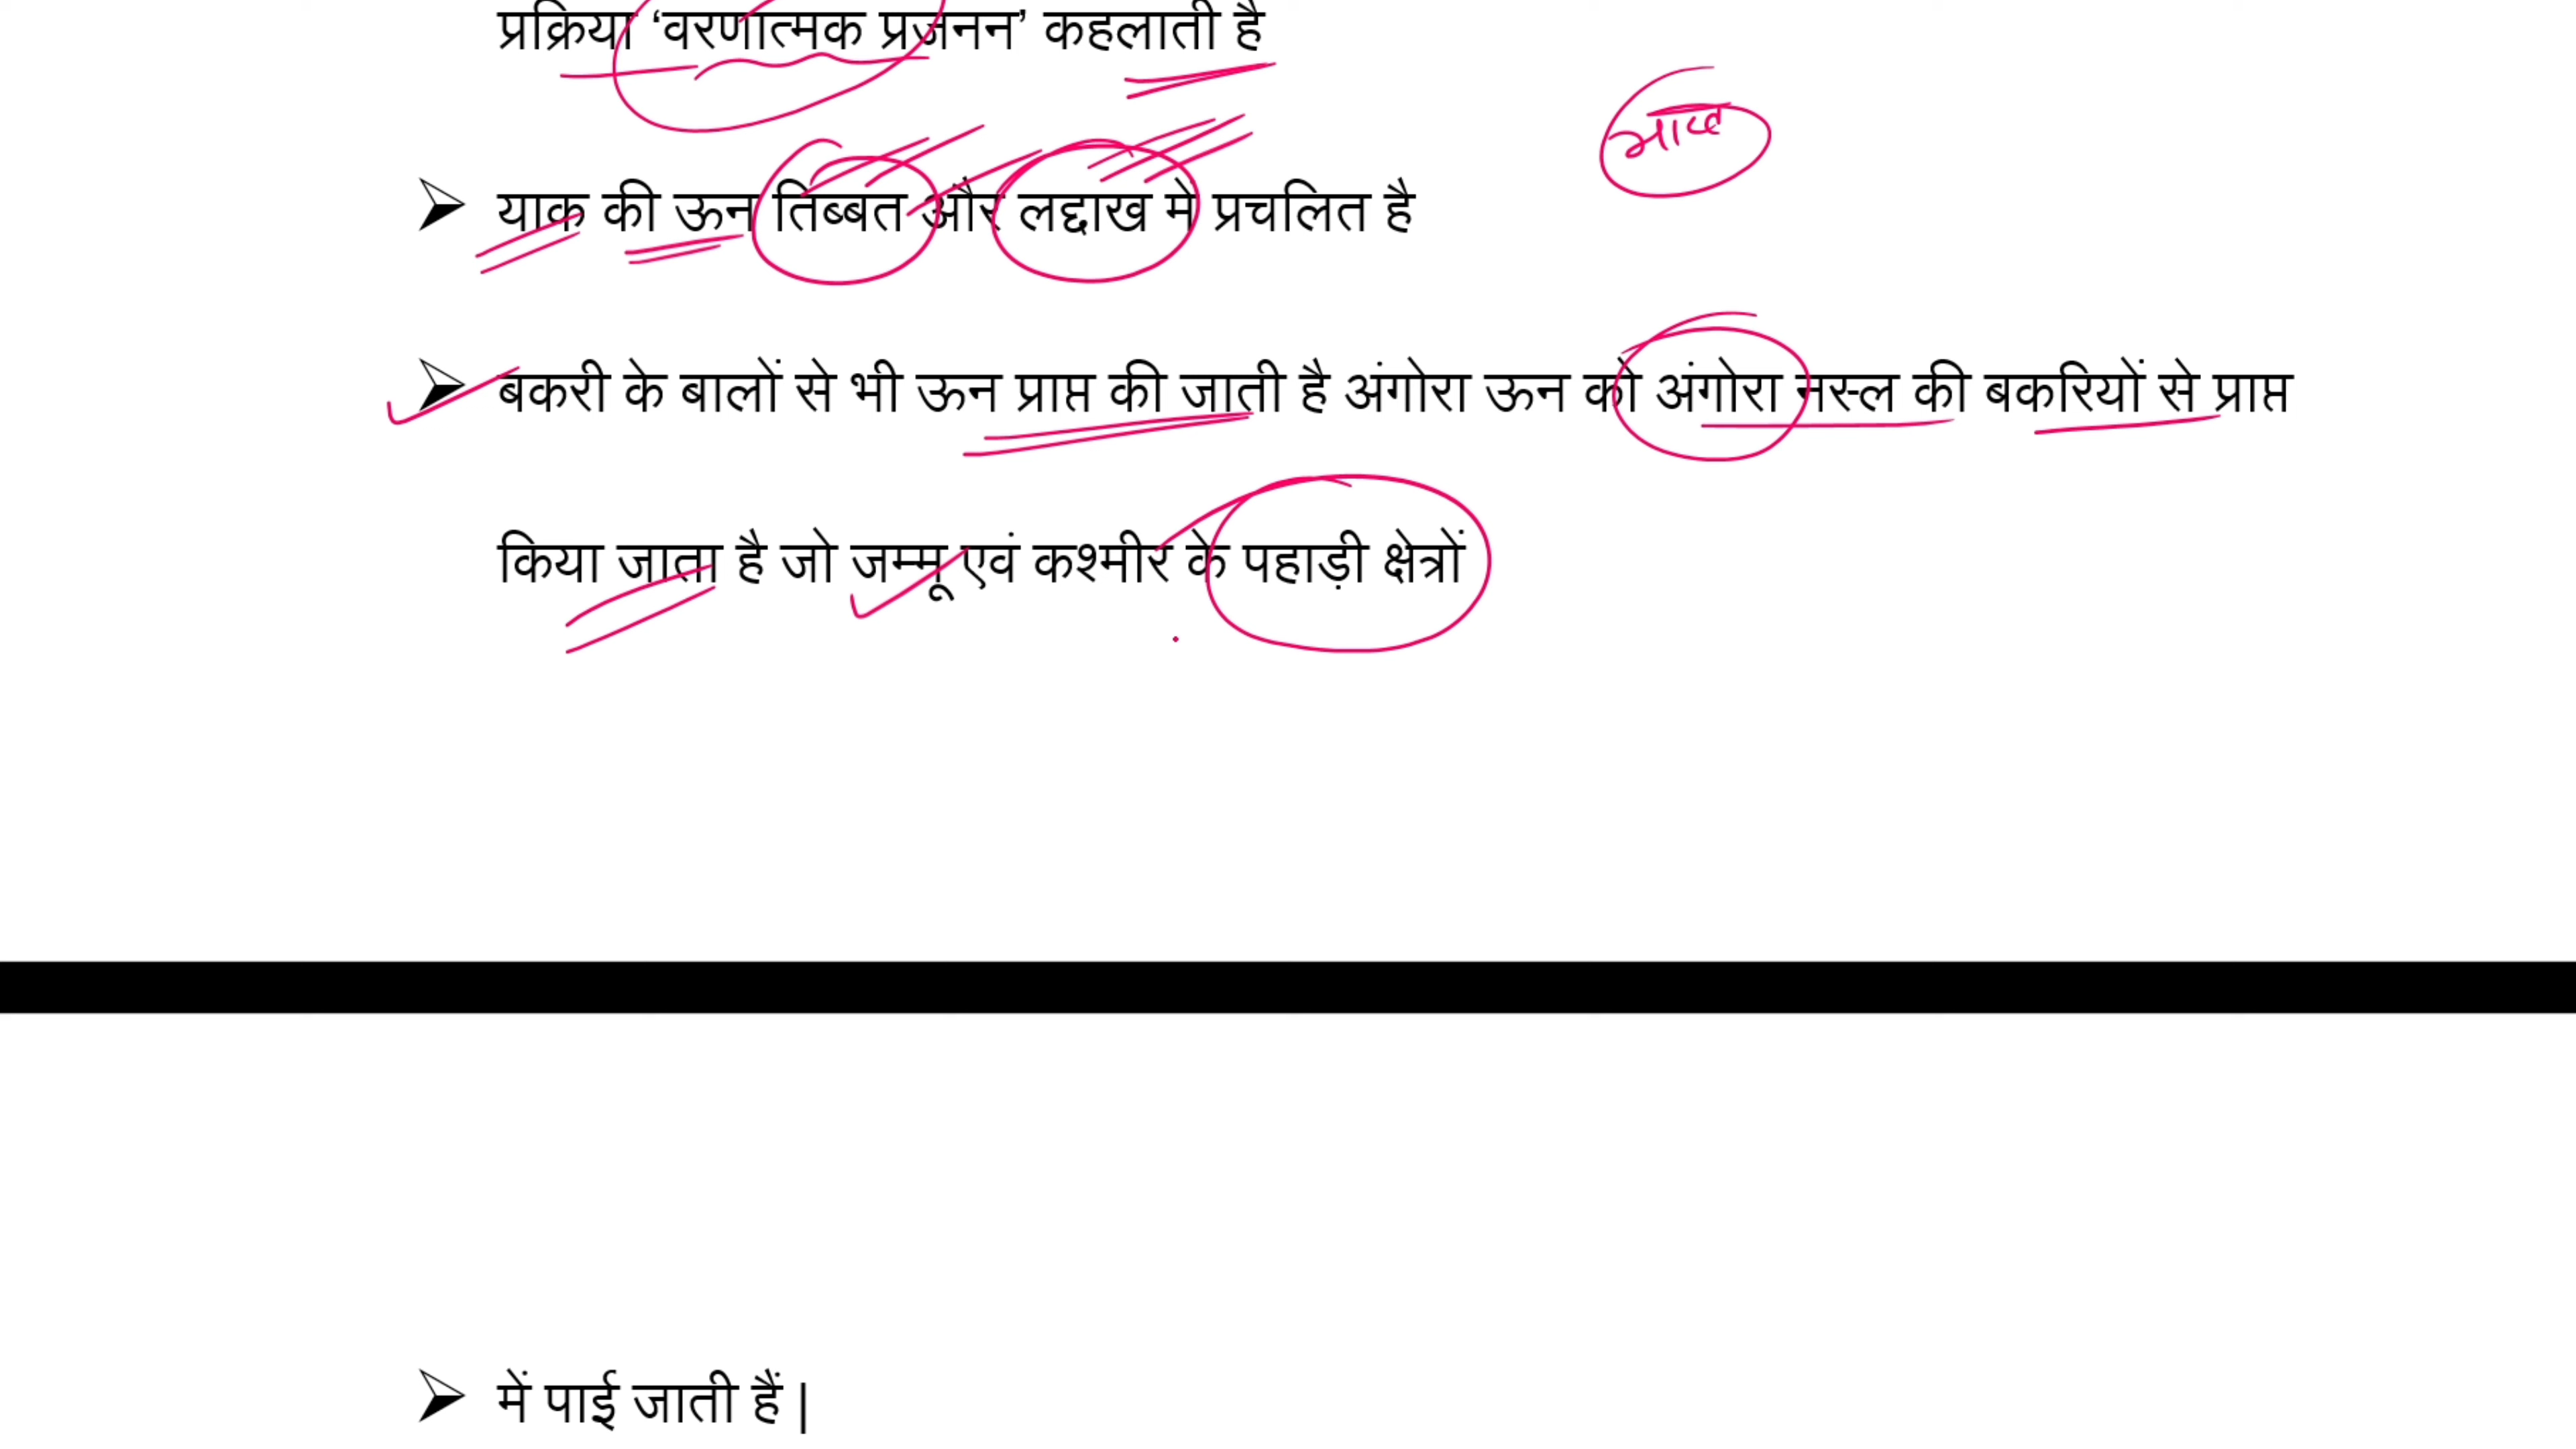 प्रक्रिया ‘वरणात्मक प्रजनन’ कहलाती है
➢ याक की ऊन तिब्बत और लद्दाख मे प्रचलित है
➢ बकरी के बालों से भी ऊन प्राप्त की जाती है अंगोरा ऊन को अंगोरा नस्ल की बकरियों से प्राप्त
किया जाता है जो जम्मू एवं कश्मीर के पहाड़ी क्षेत्रों
➢ में पाई जाती हैं |